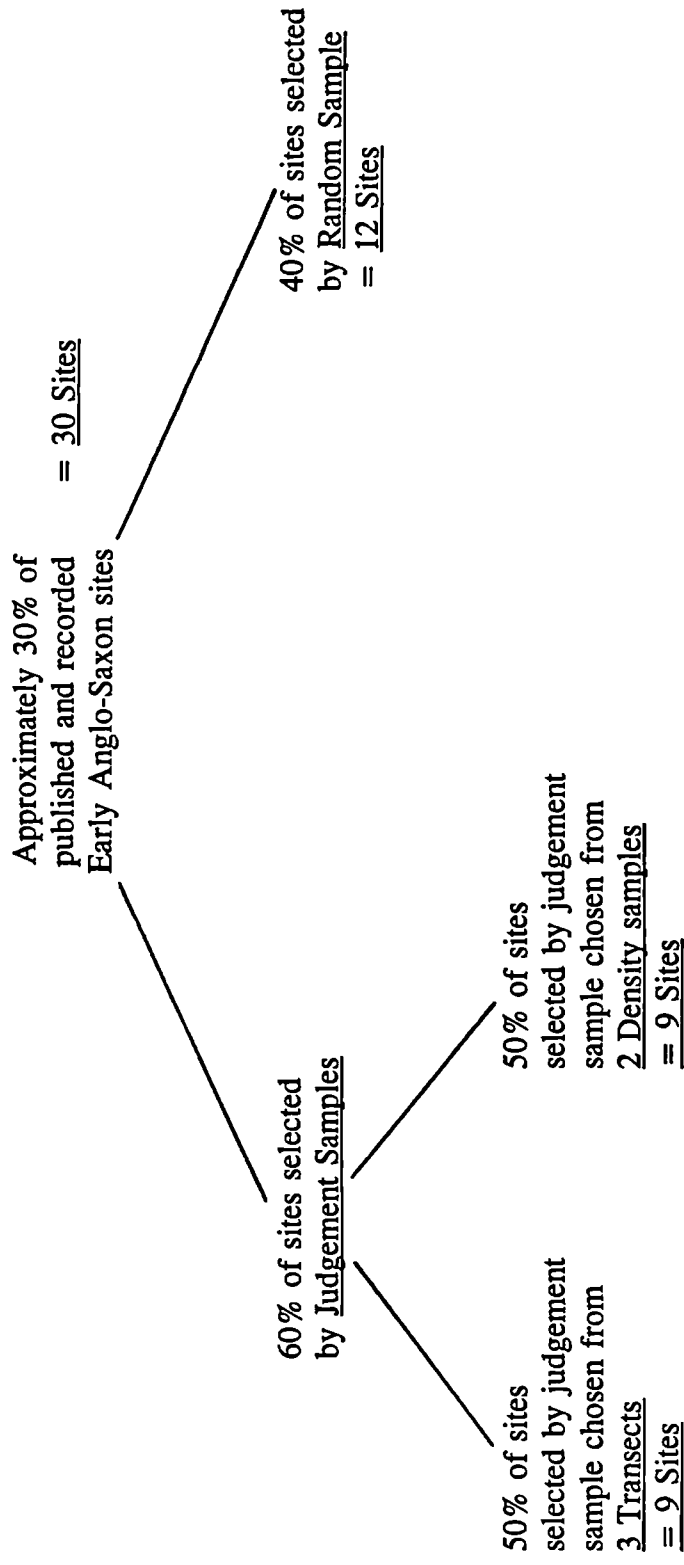 Approximately 30% of
published and recorded = 30 Sites
Early Anglo-Saxon sites
60% of sites selected
by Judgement Samples
40% of sites selected
by Random Sample
= 12 Sites
50% of sites
selected by judgement
sample chosen from
3 Transects
= 9 Sites
50% of sites
selected by judgement
sample chosen from
2 Density samples
= 9 Sites